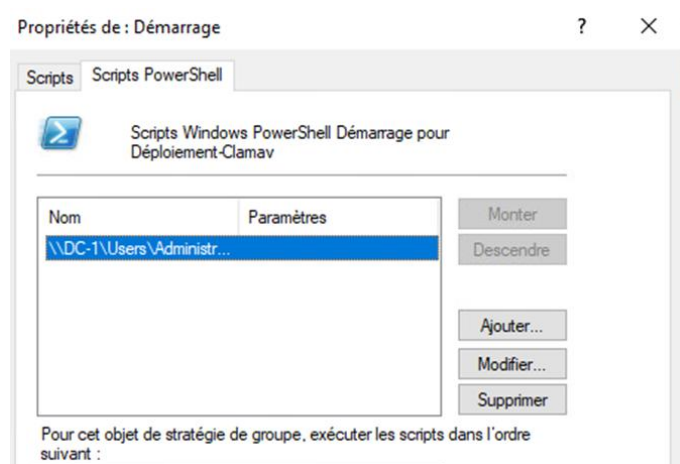 Propriétés de : Démarrage ? ×
Scripts Scripts PowerShell
Scripts Windows PowerShell Démarrage pour
Déploiement-Clamav
Nom Paramètres
\\DC-1\Users\Administr...
Monter
Descendre
Ajouter...
Modifier...
Supprimer
Pour cet objet de stratégie de groupe, exécuter les scripts dans l'ordre
suivant :